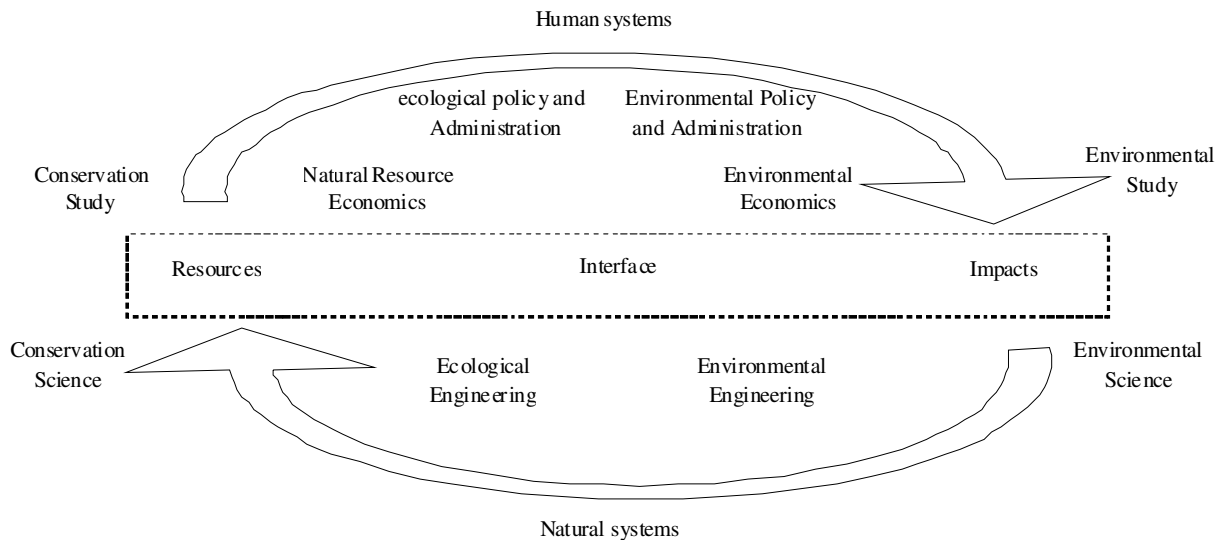 Human systems
ecological policy and
Administration
Environmental Policy
and Administration
Conservation
Study
Natural Resource
Economics
Environmental
Economics
Environmental
Study
Resources
Interface
Impacts
Conservation
Science
Ecological
Engineering
Environmental
Engineering
Environmental
Science
Natural systems